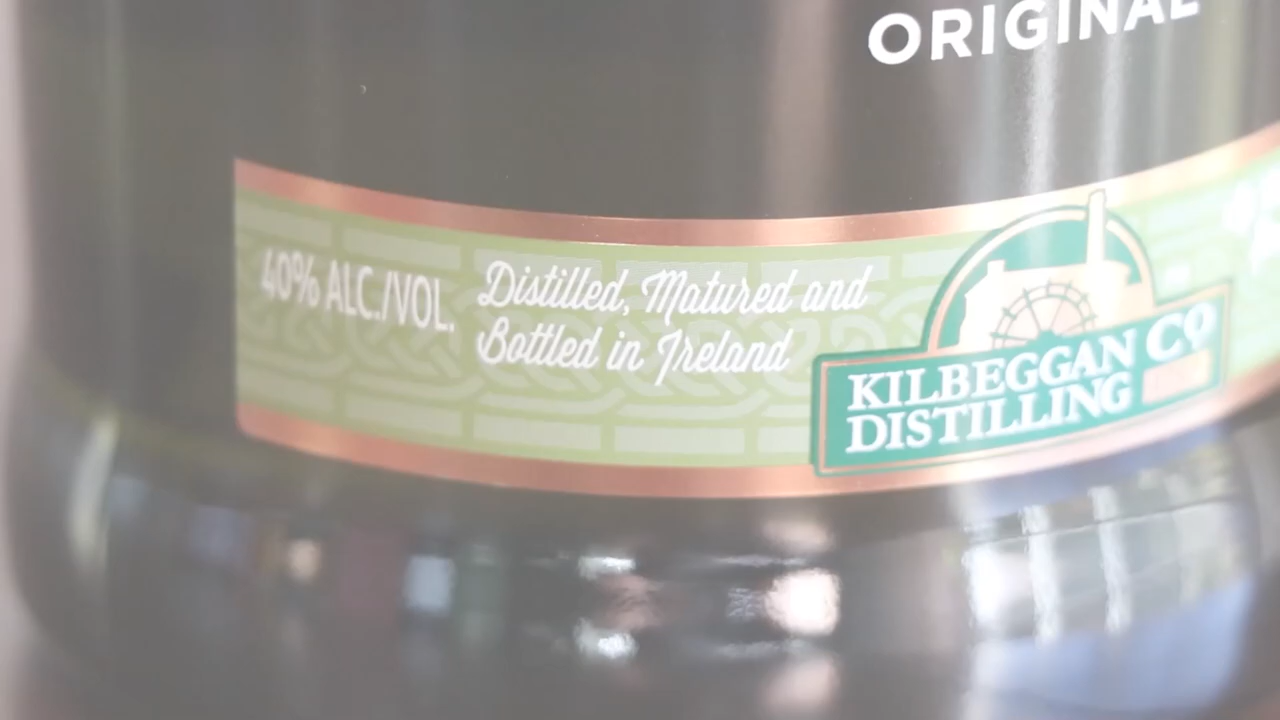 ORIGINAL
40% ALC./VOL.
Distilled, Matured and
Bottled in Ireland
KILBEGGAN
DISTILLING CO